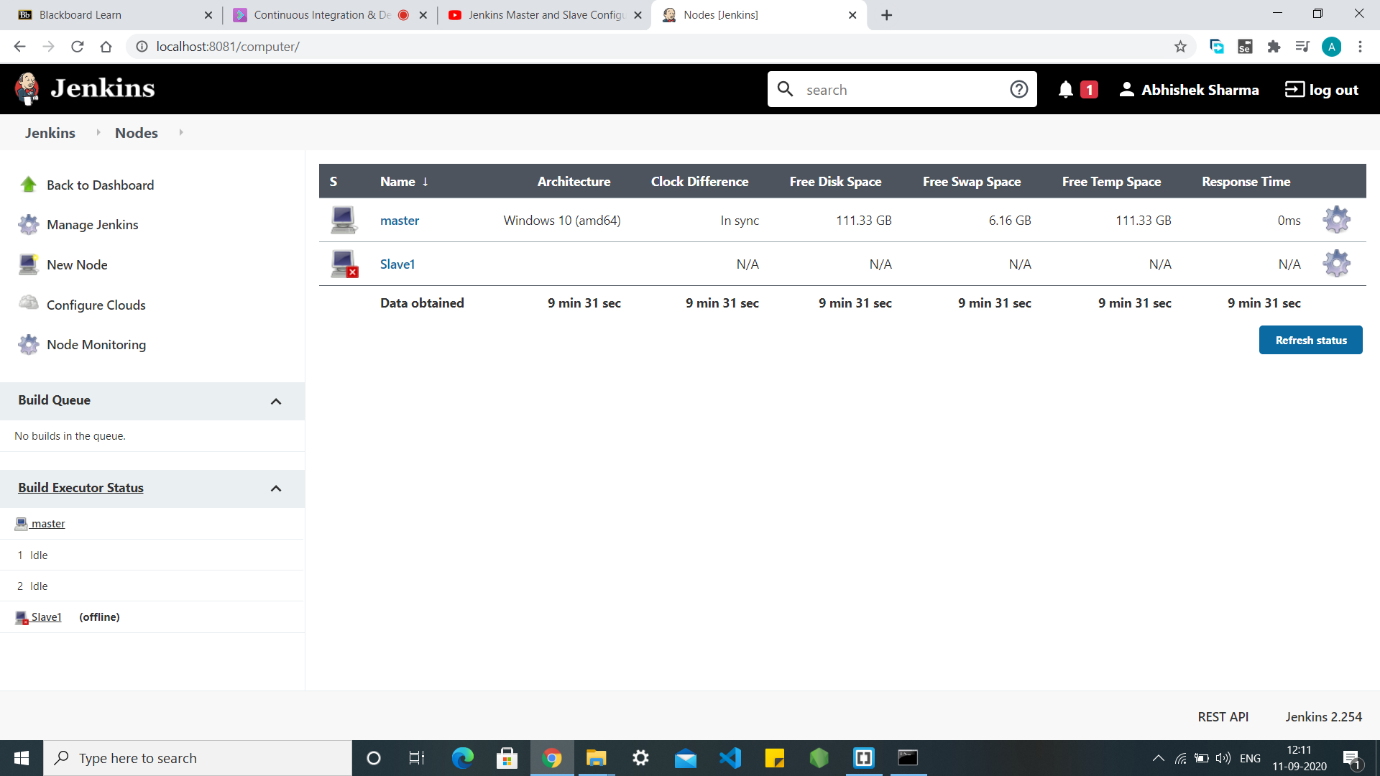 Blackboard Learn
Continuous Integration & De
Jenkins Master and Slave Configu
Nodes [Jenkins]
localhost:8081/computer/
Se
A
Jenkins
search
1
Abhishek Sharma
log out
Jenkins
Nodes
Back to Dashboard
Manage Jenkins
New Node
Configure Clouds
Node Monitoring
S Name ↓ Architecture Clock Difference Free Disk Space Free Swap Space Free Temp Space Response Time
master Windows 10 (amd64) In sync 111.33 GB 6.16 GB 111.33 GB 0ms
Slave1 N/A N/A N/A N/A N/A
Data obtained 9 min 31 sec 9 min 31 sec 9 min 31 sec 9 min 31 sec 9 min 31 sec 9 min 31 sec
Refresh status
Build Queue
No builds in the queue.
Build Executor Status
master
1 Idle
2 Idle
Slave1 (offline)
REST API Jenkins 2.254
Type here to search
ENG
12:11
11-09-2020
1